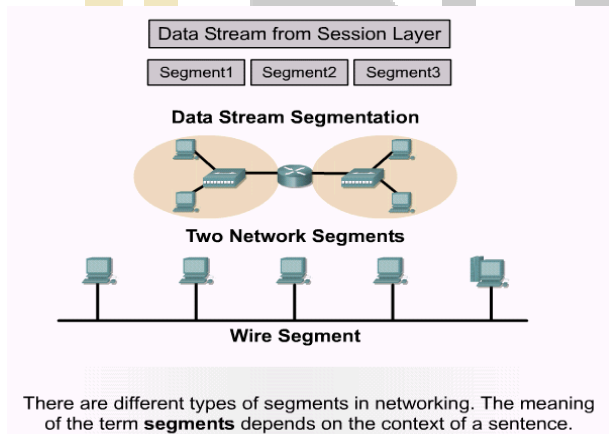 Data Stream from Session Layer
Segment1 Segment2 Segment3
Data Stream Segmentation
Two Network Segments
Wire Segment
There are different types of segments in networking. The meaning
of the term segments depends on the context of a sentence.